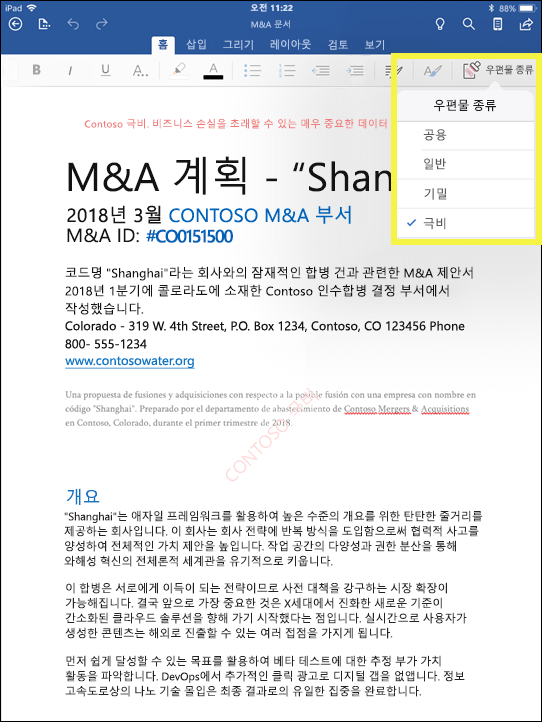 iPad 오전 11:22 88%
M&A 문서
홈 삽입 그리기 레이아웃 검토 보기
B I U A... A A 우편물 종류
우편물 종류
공용
일반
기밀
극비
Contoso 극비. 비즈니스 손실을 초래할 수 있는 매우 중요한 데이터
M&A 계획 - “Shan
2018년 3월 CONTOSO M&A 부서
M&A ID: #CO0151500
코드명 "Shanghai"라는 회사와의 잠재적인 합병 건과 관련한 M&A 제안서
2018년 1분기에 콜로라도에 소재한 Contoso 인수합병 결정 부서에서
작성했습니다.
Colorado - 319 W. 4th Street, P.O. Box 1234, Contoso, CO 123456 Phone
800- 555-1234
www.contosowater.org
Una propuesta de fusiones y adquisiciones con respecto a la posible fusión con una empresa con nombre en
código "Shanghai". Preparado por el departamento de abastecimiento de Contoso Mergers & Acquisitions
en Contoso, Colorado, durante el primer trimestre de 2018.
CONTOSO 극비
개요
"Shanghai"는 애자일 프레임워크를 활용하여 높은 수준의 개요를 위한 탄탄한 줄거리를
제공하는 회사입니다. 이 회사는 회사 전략에 반복 방식을 도입함으로써 협력적 사고를
양성하여 전체적인 가치 제안을 높입니다. 작업 공간의 다양성과 권한 분산을 통해
와해성 혁신의 전체론적 세계관을 유기적으로 키웁니다.
이 합병은 서로에게 이득이 되는 전략이므로 사전 대책을 강구하는 시장 확장이
가능해집니다. 결국 앞으로 가장 중요한 것은 X세대에서 진화한 새로운 기준이
간소화된 클라우드 솔루션을 향해 가기 시작했다는 점입니다. 실시간으로 사용자가
생성한 콘텐츠는 해외로 진출할 수 있는 여러 접점을 가지게 됩니다.
먼저 쉽게 달성할 수 있는 목표를 활용하여 베타 테스트에 대한 추정 부가 가치
활동을 파악합니다. DevOps에서 추가적인 클릭 광고로 디지털 갭을 없앱니다. 정보
고속도로상의 나노 기술 몰입은 최종 결과로의 유일한 집중을 완료합니다.